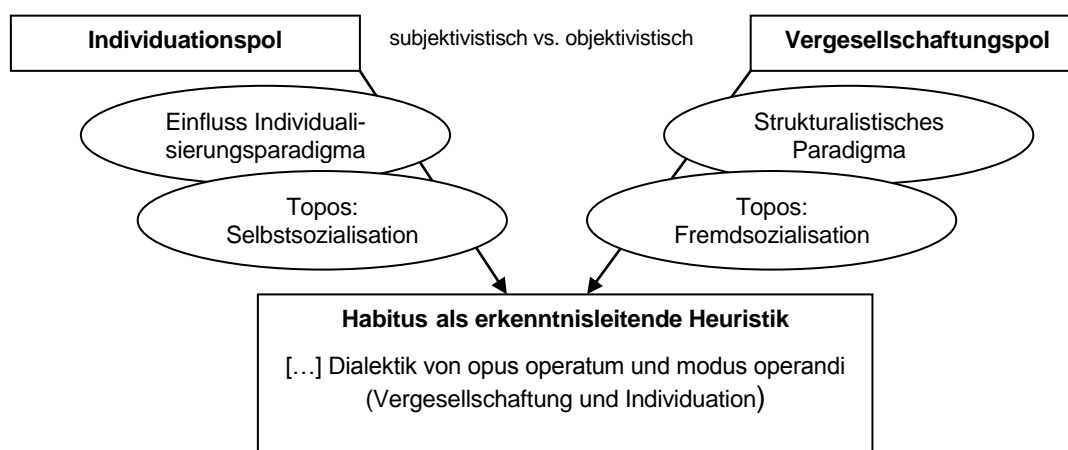 Individuationspol
subjektivistisch vs. objektivistisch
Vergesellschaftungspol
Einfluss Individuali-
sierungsparadigma
Strukturalistisches
Paradigma
Topos:
Selbstsozialisation
Topos:
Fremdsozialisation
Habitus als erkenntnisleitende Heuristik
[…] Dialektik von opus operatum und modus operandi
(Vergesellschaftung und Individuation)